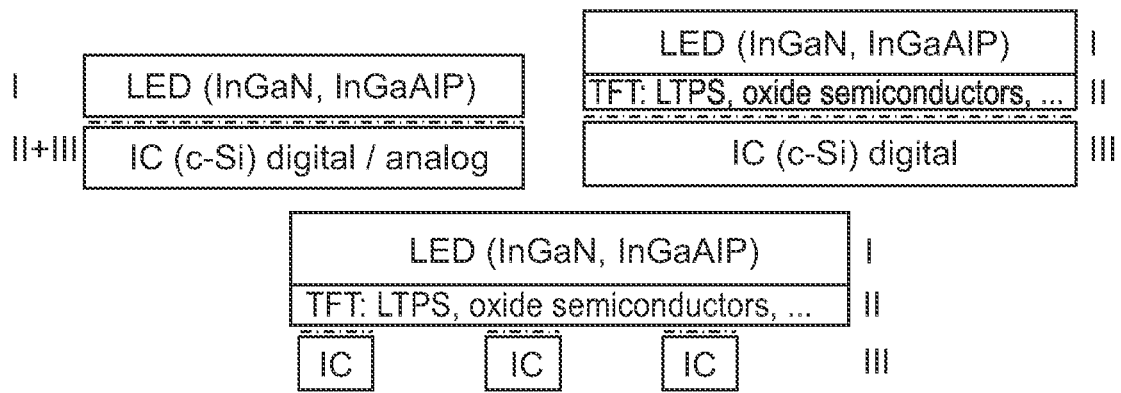 I LED (InGaN, InGaAlP)
II+III IC (c-Si) digital / analog
LED (InGaN, InGaAlP) I
TFT: LTPS, oxide semiconductors, ... II
IC (c-Si) digital III
LED (InGaN, InGaAlP) I
TFT: LTPS, oxide semiconductors, ... II
IC IC IC III